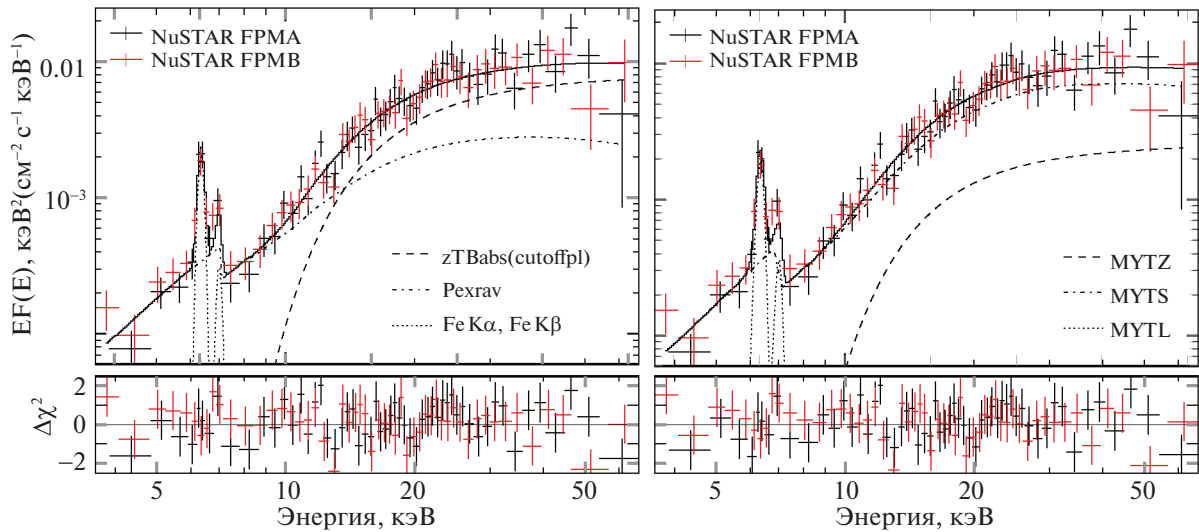 EF(E), кэВ²(см⁻² с⁻¹ кэВ⁻¹)
0.01
10⁻³
NuSTAR FPMA
NuSTAR FPMB
zTBabs(cutoffpl)
Pexrav
Fe Kα, Fe Kβ
NuSTAR FPMA
NuSTAR FPMB
MYTZ
MYTS
MYTL
Δχ²
2
0
−2
5
10
20
50
Энергия, кэВ
5
10
20
50
Энергия, кэВ